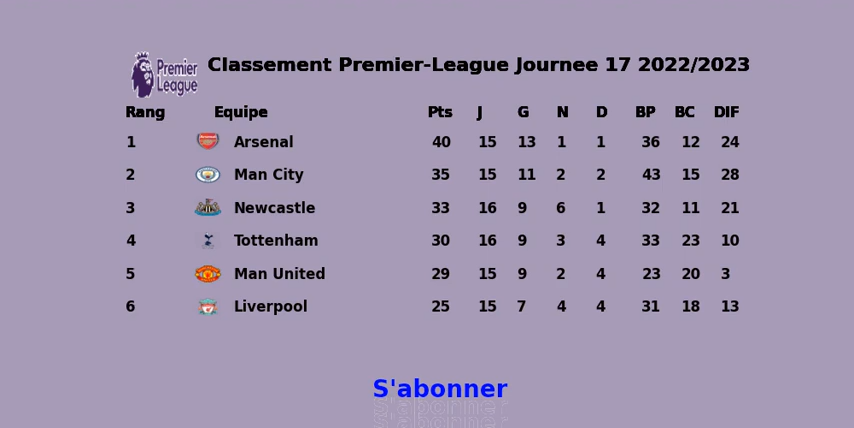 Premier League
Classement Premier-League Journee 17 2022/2023
Rang Equipe Pts J G N D BP BC DIF
1 Arsenal 40 15 13 1 1 36 12 24
2 Man City 35 15 11 2 2 43 15 28
3 Newcastle 33 16 9 6 1 32 11 21
4 Tottenham 30 16 9 3 4 33 23 10
5 Man United 29 15 9 2 4 23 20 3
6 Liverpool 25 15 7 4 4 31 18 13
S'abonner